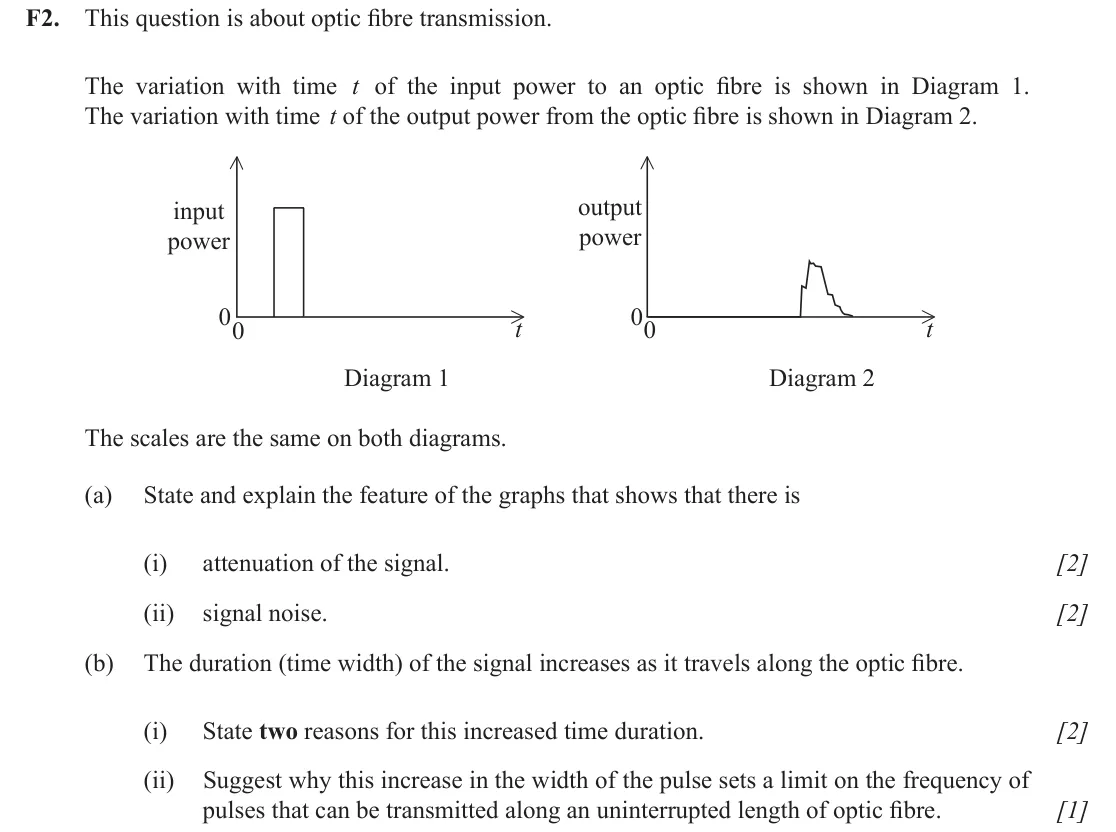 F2. This question is about optic fibre transmission.
The variation with time t of the input power to an optic fibre is shown in Diagram 1.
The variation with time t of the output power from the optic fibre is shown in Diagram 2.
input
power
0
0
t
Diagram 1
output
power
0
0
t
Diagram 2
The scales are the same on both diagrams.
(a) State and explain the feature of the graphs that shows that there is
(i) attenuation of the signal. [2]
(ii) signal noise. [2]
(b) The duration (time width) of the signal increases as it travels along the optic fibre.
(i) State two reasons for this increased time duration. [2]
(ii) Suggest why this increase in the width of the pulse sets a limit on the frequency of
pulses that can be transmitted along an uninterrupted length of optic fibre. [1]